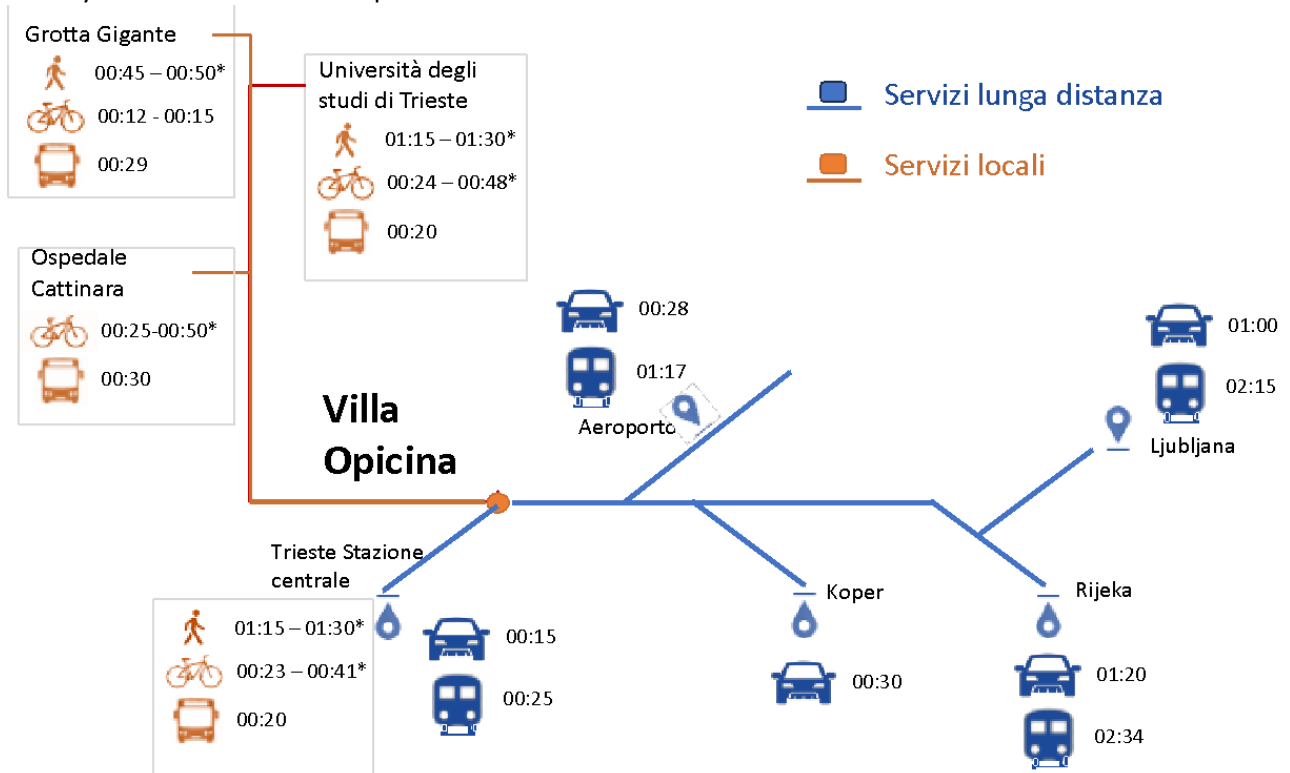 Grotta Gigante
00:45 – 00:50*
00:12 - 00:15
00:29
Università degli
studi di Trieste
01:15 – 01:30*
00:24 – 00:48*
00:20
Servizi lunga distanza
Servizi locali
Ospedale
Cattinara
00:25-00:50*
00:30
Villa
Opicina
00:28
01:17
Aeroporto
01:00
02:15
Ljubljana
Trieste Stazione
centrale
01:15 – 01:30*
00:23 – 00:41*
00:20
00:15
00:25
Koper
00:30
Rijeka
01:20
02:34